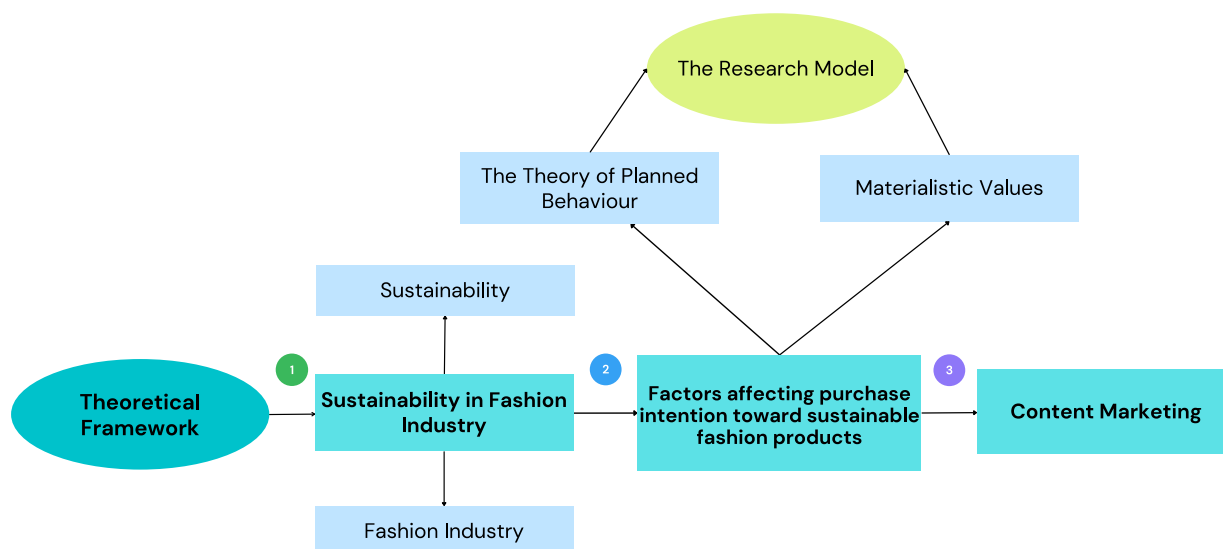 The Research Model
The Theory of Planned
Behaviour
Materialistic Values
Sustainability
1
2
3
Theoretical
Framework
Sustainability in Fashion
Industry
Factors affecting purchase
intention toward sustainable
fashion products
Content Marketing
Fashion Industry